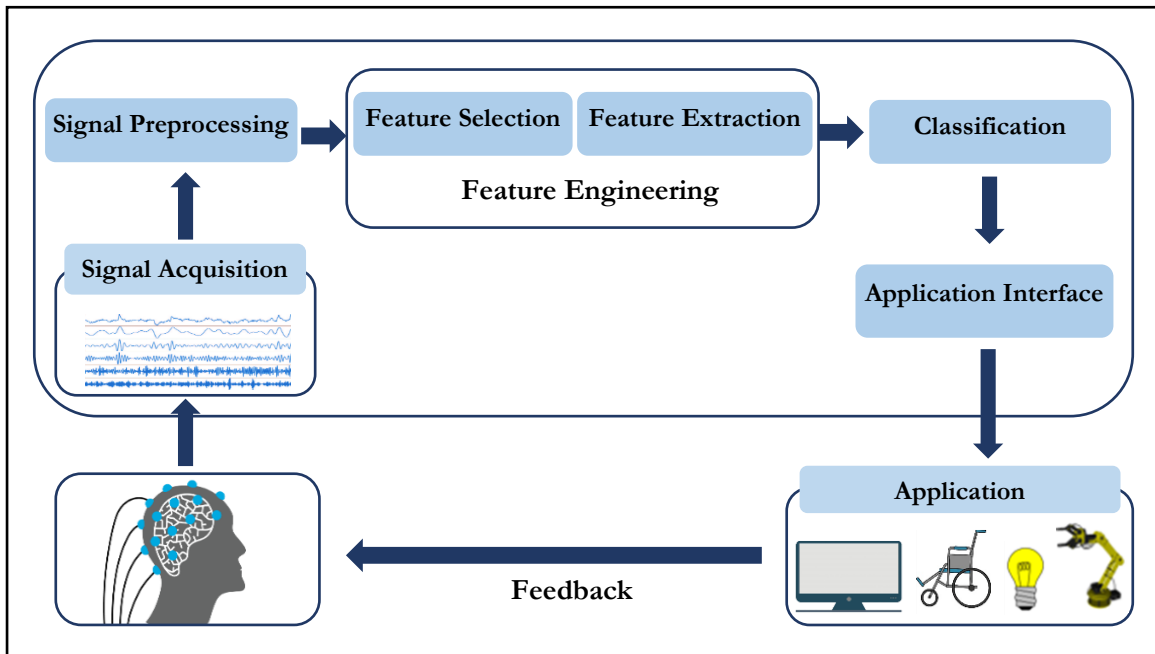 Signal Preprocessing
Feature Selection
Feature Extraction
Feature Engineering
Classification
Signal Acquisition
Application Interface
Application
Feedback